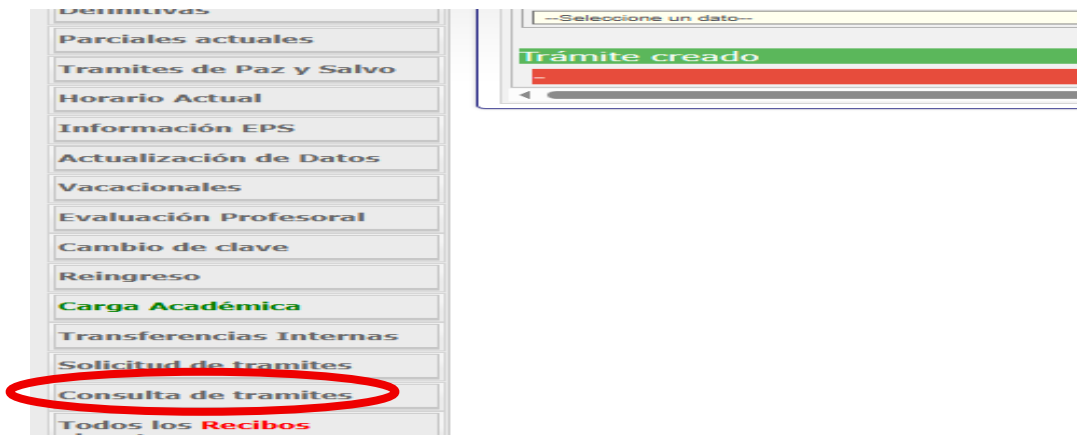 Definitivas
Parciales actuales
Tramites de Paz y Salvo
Horario Actual
Información EPS
Actualización de Datos
Vacacionales
Evaluación Profesoral
Cambio de clave
Reingreso
Carga Académica
Transferencias Internas
Solicitud de tramites
Consulta de tramites
Todos los Recibos
--Seleccione un dato--
Trámite creado
-